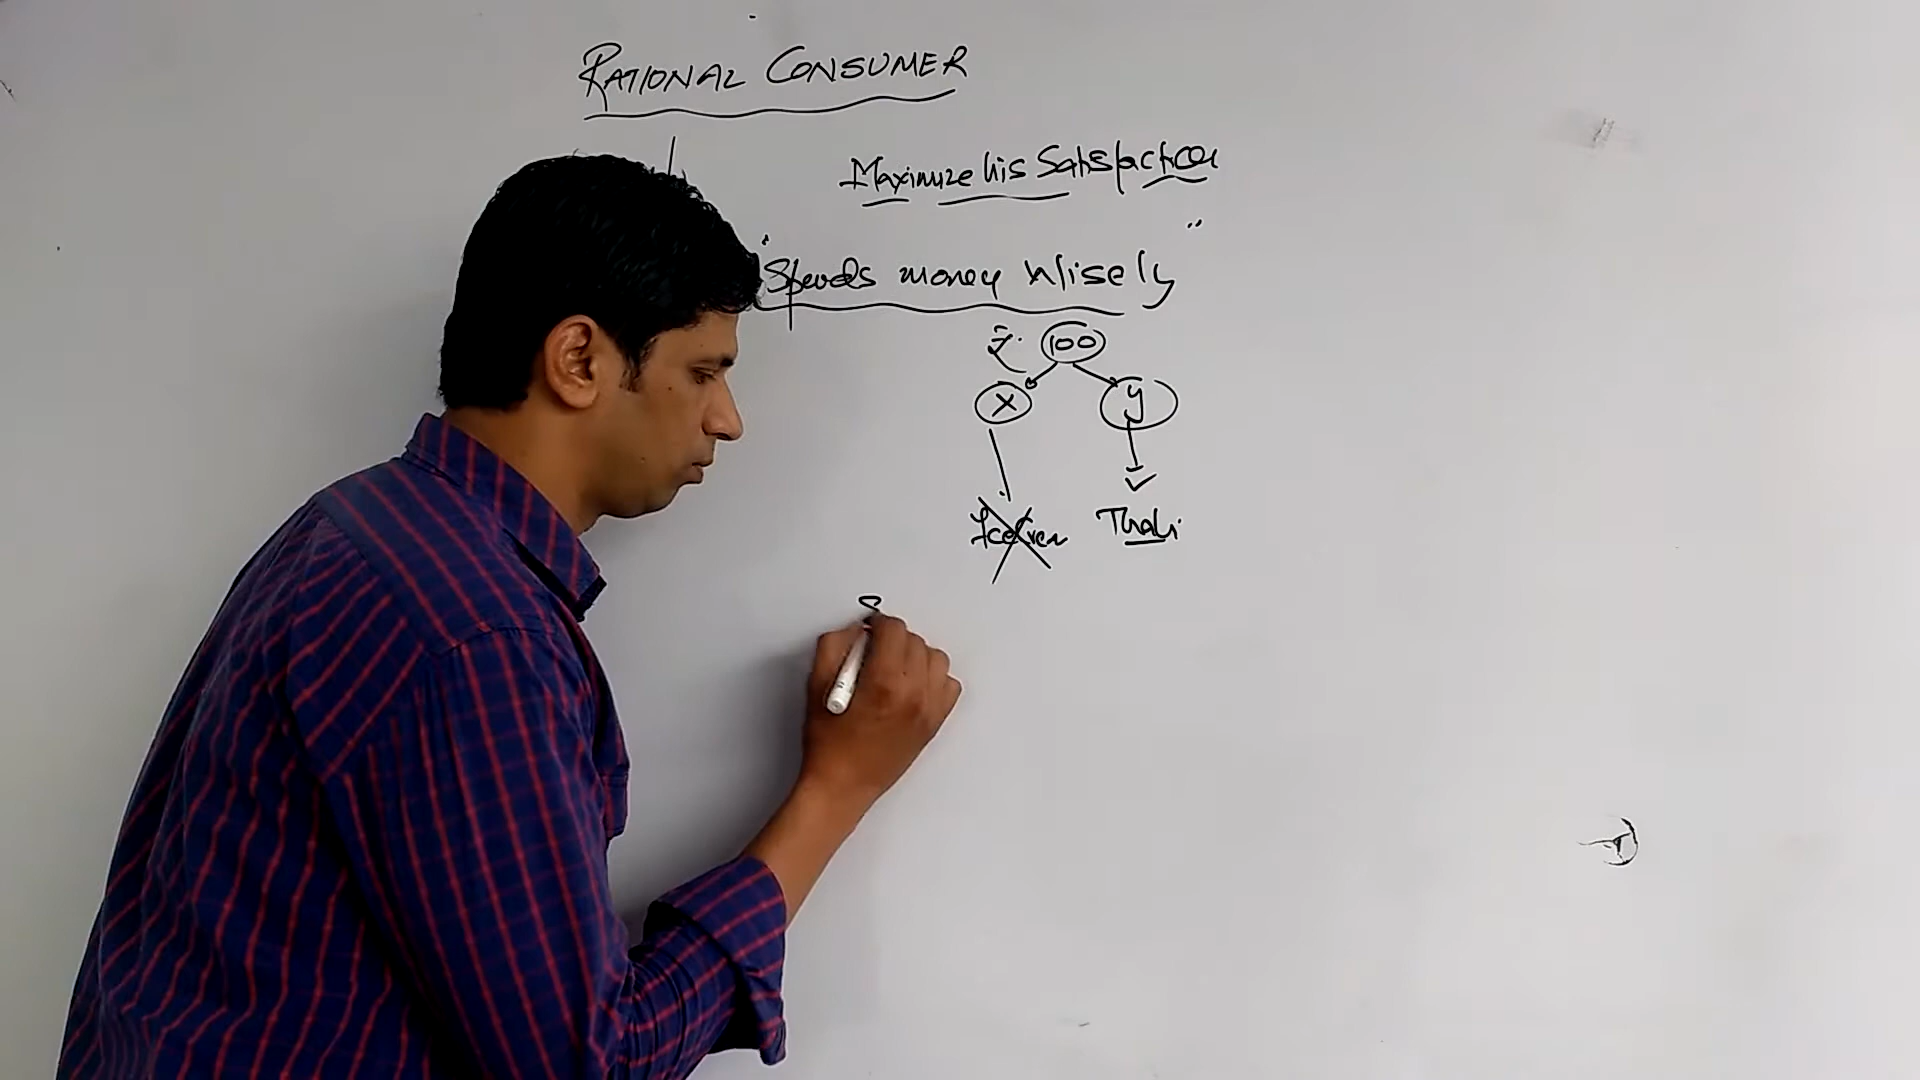 RATIONAL CONSUMER
Maximize his Satisfaction
"Spends money Wisely"
₹. 100
x y
IceCrem Thali
S